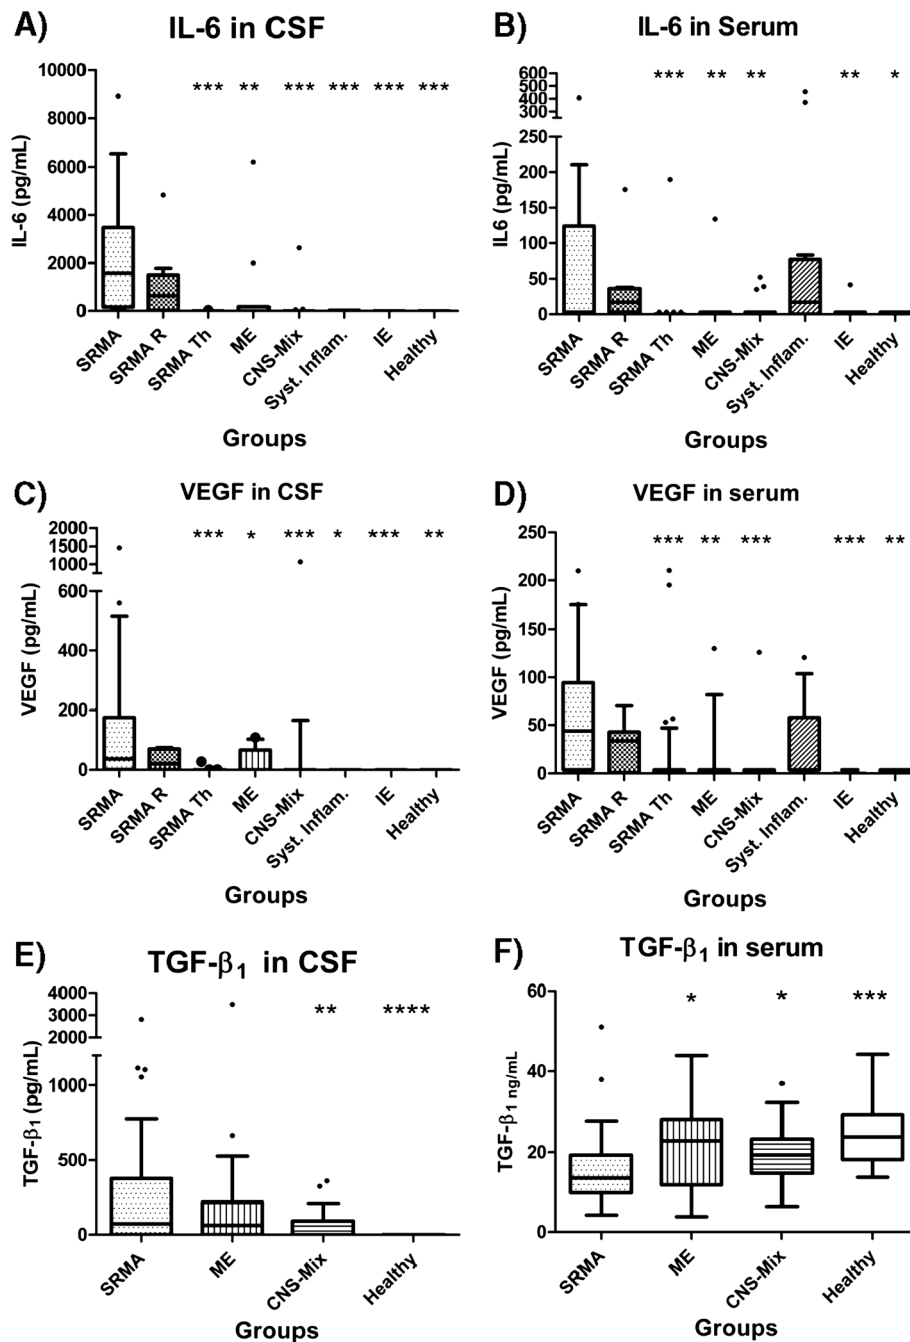 A) IL-6 in CSF
*** ** *** *** *** ***
10000
8000
6000
4000
2000
0
IL-6 (pg/mL)
SRMA SRMA R SRMA Th ME CNS-Mix Syst. Inflam. IE Healthy
Groups
B) IL-6 in Serum
*** ** ** ** *
600
500
400
300
250
200
150
100
50
0
IL6 (pg/mL)
SRMA SRMA R SRMA Th ME CNS-Mix Syst. Inflam. IE Healthy
Groups
C) VEGF in CSF
*** * *** * *** **
2000
1500
1000
600
400
200
0
VEGF (pg/mL)
SRMA SRMA R SRMA Th ME CNS-Mix Syst. Inflam. IE Healthy
Groups
D) VEGF in serum
*** ** *** *** **
250
200
150
100
50
0
VEGF (pg/mL)
SRMA SRMA R SRMA Th ME CNS-Mix Syst. Inflam. IE Healthy
Groups
E) TGF-β₁ in CSF
** ****
4000
3000
2000
1000
500
0
TGF-β₁ (pg/mL)
SRMA ME CNS-Mix Healthy
Groups
F) TGF-β₁ in serum
* * ***
60
40
20
0
TGF-β₁ ng/mL
SRMA ME CNS-Mix Healthy
Groups